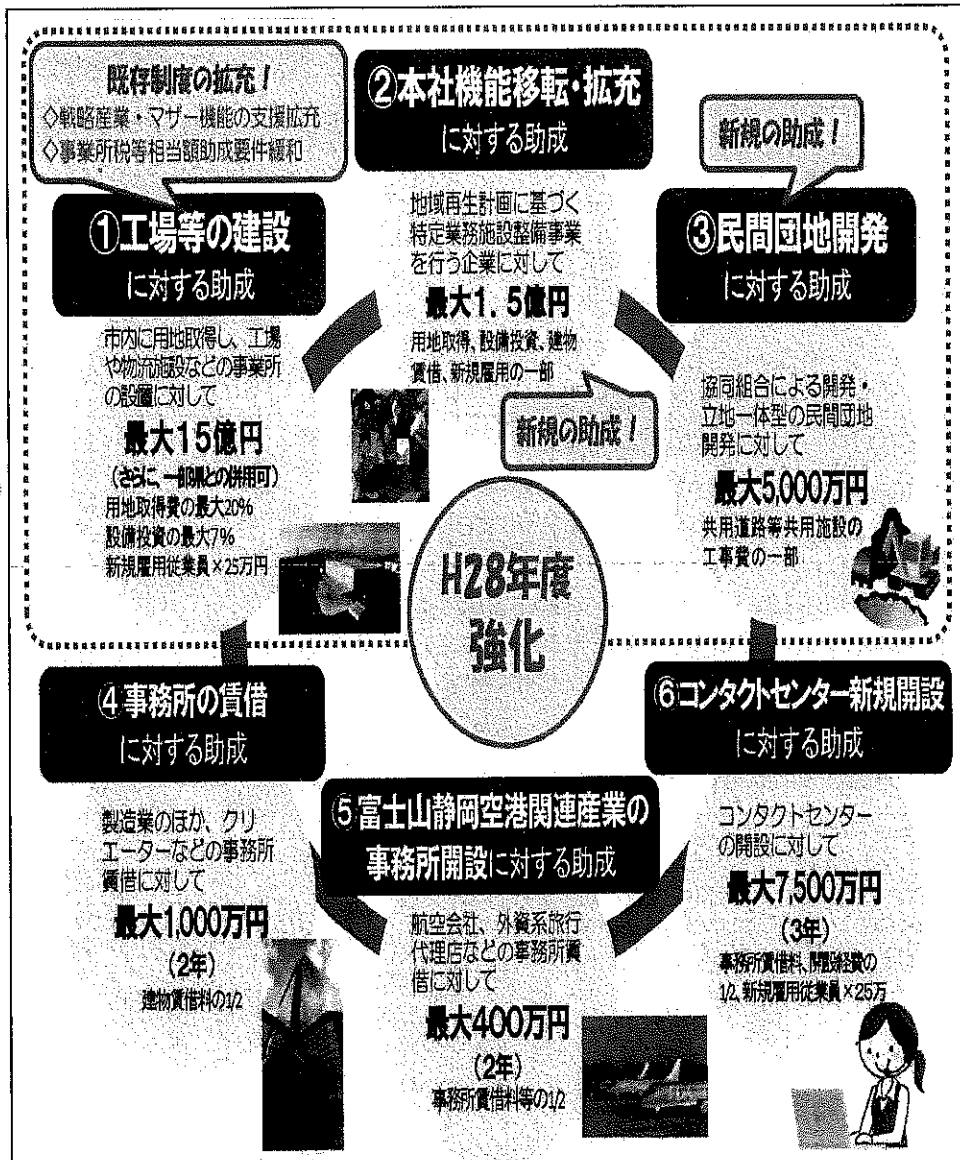 既存制度の拡充！
◇戦略産業・マザー機能の支援拡充
◇事業所税等相当額助成要件緩和
①工場等の建設
に対する助成
市内に用地取得し、工場
や物流施設などの事業所
の設置に対して
最大15億円
（さらに、一部県との併用可）
用地取得費の最大20%
設備投資の最大7%
新規雇用従業員×25万円
②本社機能移転・拡充
に対する助成
地域再生計画に基づく
特定業務施設整備事業
を行う企業に対して
最大1.5億円
用地取得、設備投資、建物
賃借、新規雇用の一部
新規の助成！
新規の助成！
③民間団地開発
に対する助成
協同組合による開発・
立地一体型の民間団地
開発に対して
最大5,000万円
共用道路等共用施設の
工事費の一部
H28年度
強化
④事務所の賃借
に対する助成
製造業のほか、クリ
エーターなどの事務所
賃借に対して
最大1,000万円
（2年）
建物賃借料の1/2
⑤富士山静岡空港関連産業の
事務所開設に対する助成
航空会社、外資系旅行
代理店などの事務所賃
借に対して
最大400万円
（2年）
事務所賃借料等の1/2
⑥コンタクトセンター新規開設
に対する助成
コンタクトセンター
の開設に対して
最大7,500万円
（3年）
事務所賃借料、開設経費の
1/2、新規雇用従業員×25万